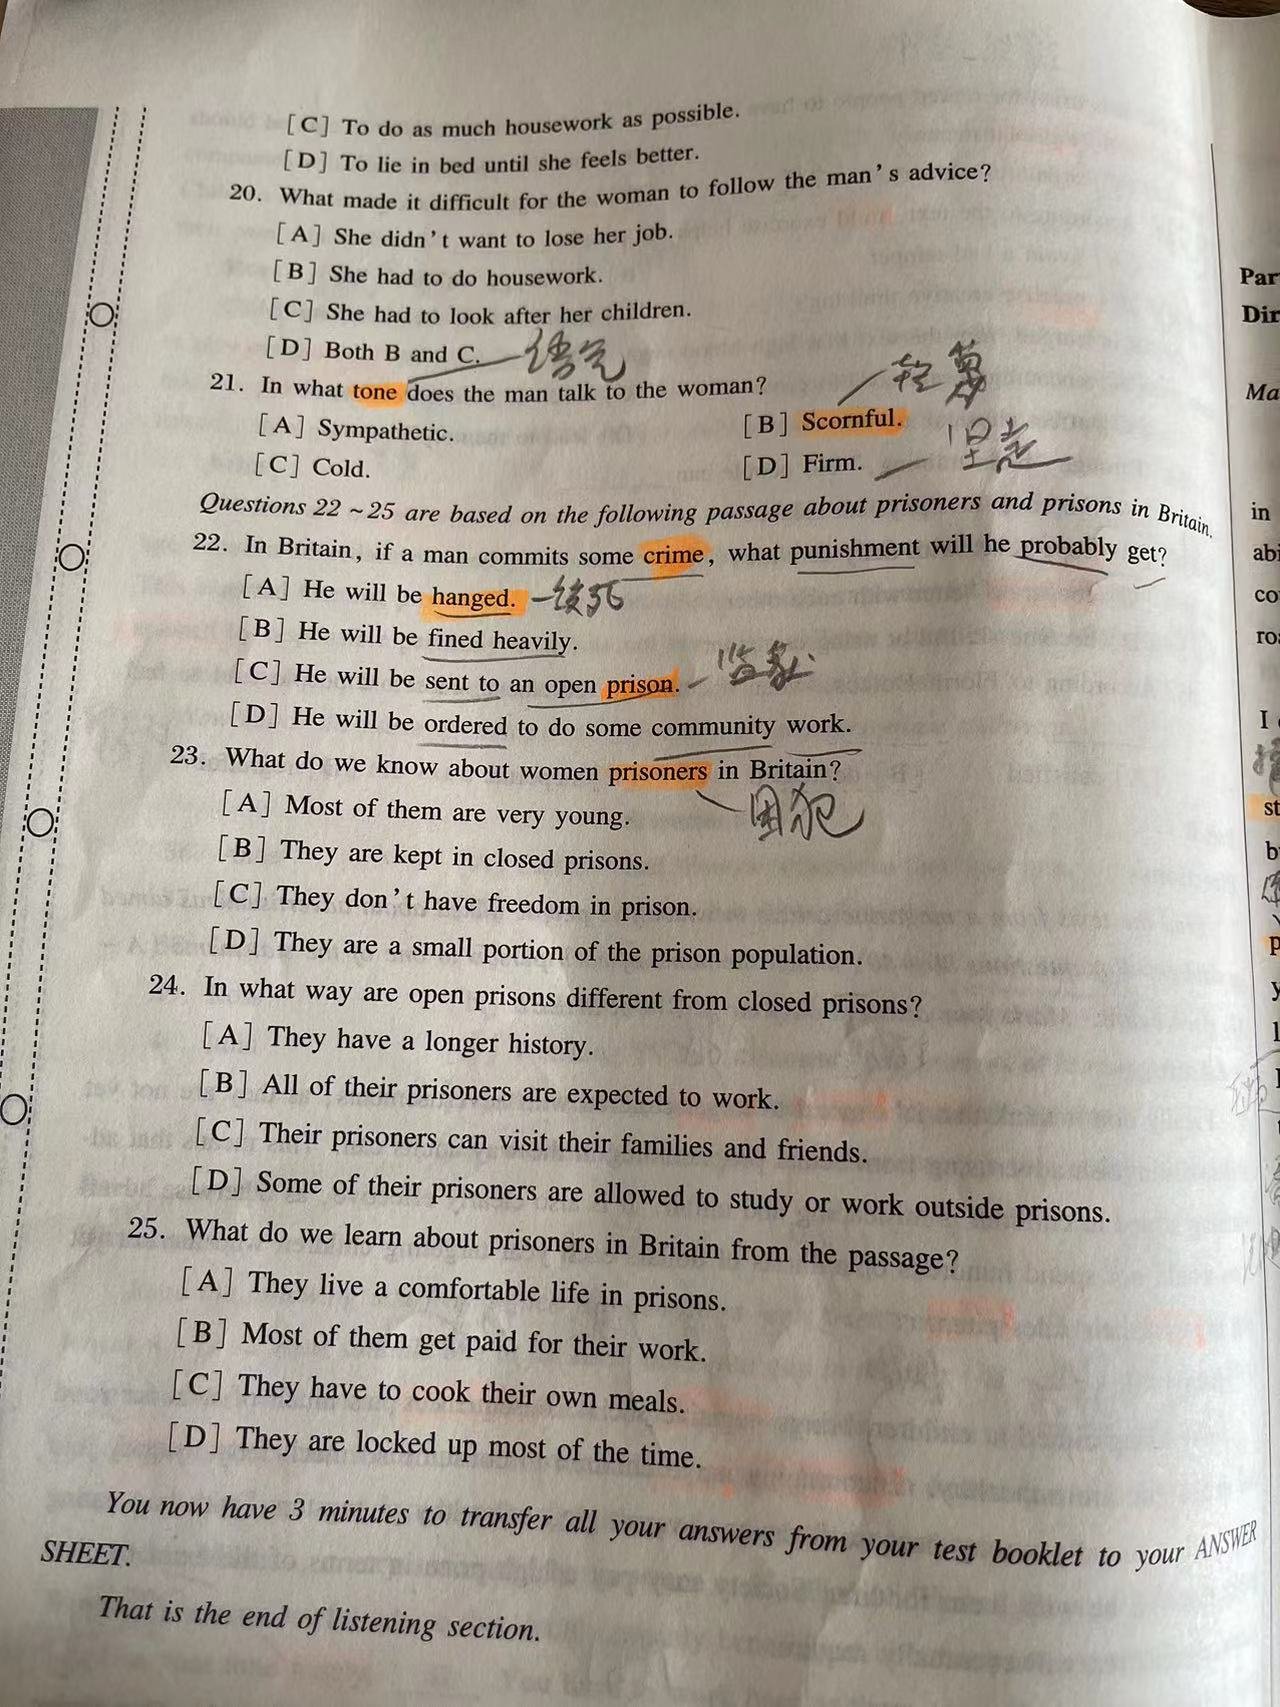 [C] To do as much housework as possible.
[D] To lie in bed until she feels better.
20. What made it difficult for the woman to follow the man's advice?
[A] She didn't want to lose her job.
[B] She had to do housework.
[C] She had to look after her children.
[D] Both B and C.
语气
轻蔑
21. In what tone does the man talk to the woman?
[A] Sympathetic. [B] Scornful.
[C] Cold. [D] Firm.
坚定
Questions 22~25 are based on the following passage about prisoners and prisons in Britain.
22. In Britain, if a man commits some crime, what punishment will he probably get?
[A] He will be hanged.
绞死
[B] He will be fined heavily.
[C] He will be sent to an open prison.
监狱
[D] He will be ordered to do some community work.
23. What do we know about women prisoners in Britain?
囚犯
[A] Most of them are very young.
[B] They are kept in closed prisons.
[C] They don't have freedom in prison.
[D] They are a small portion of the prison population.
24. In what way are open prisons different from closed prisons?
[A] They have a longer history.
[B] All of their prisoners are expected to work.
[C] Their prisoners can visit their families and friends.
[D] Some of their prisoners are allowed to study or work outside prisons.
25. What do we learn about prisoners in Britain from the passage?
[A] They live a comfortable life in prisons.
[B] Most of them get paid for their work.
[C] They have to cook their own meals.
[D] They are locked up most of the time.
You now have 3 minutes to transfer all your answers from your test booklet to your ANSWER
SHEET.
That is the end of listening section.
Par
Dir
Ma
in
abi
co
ro
I
st
b
p
y